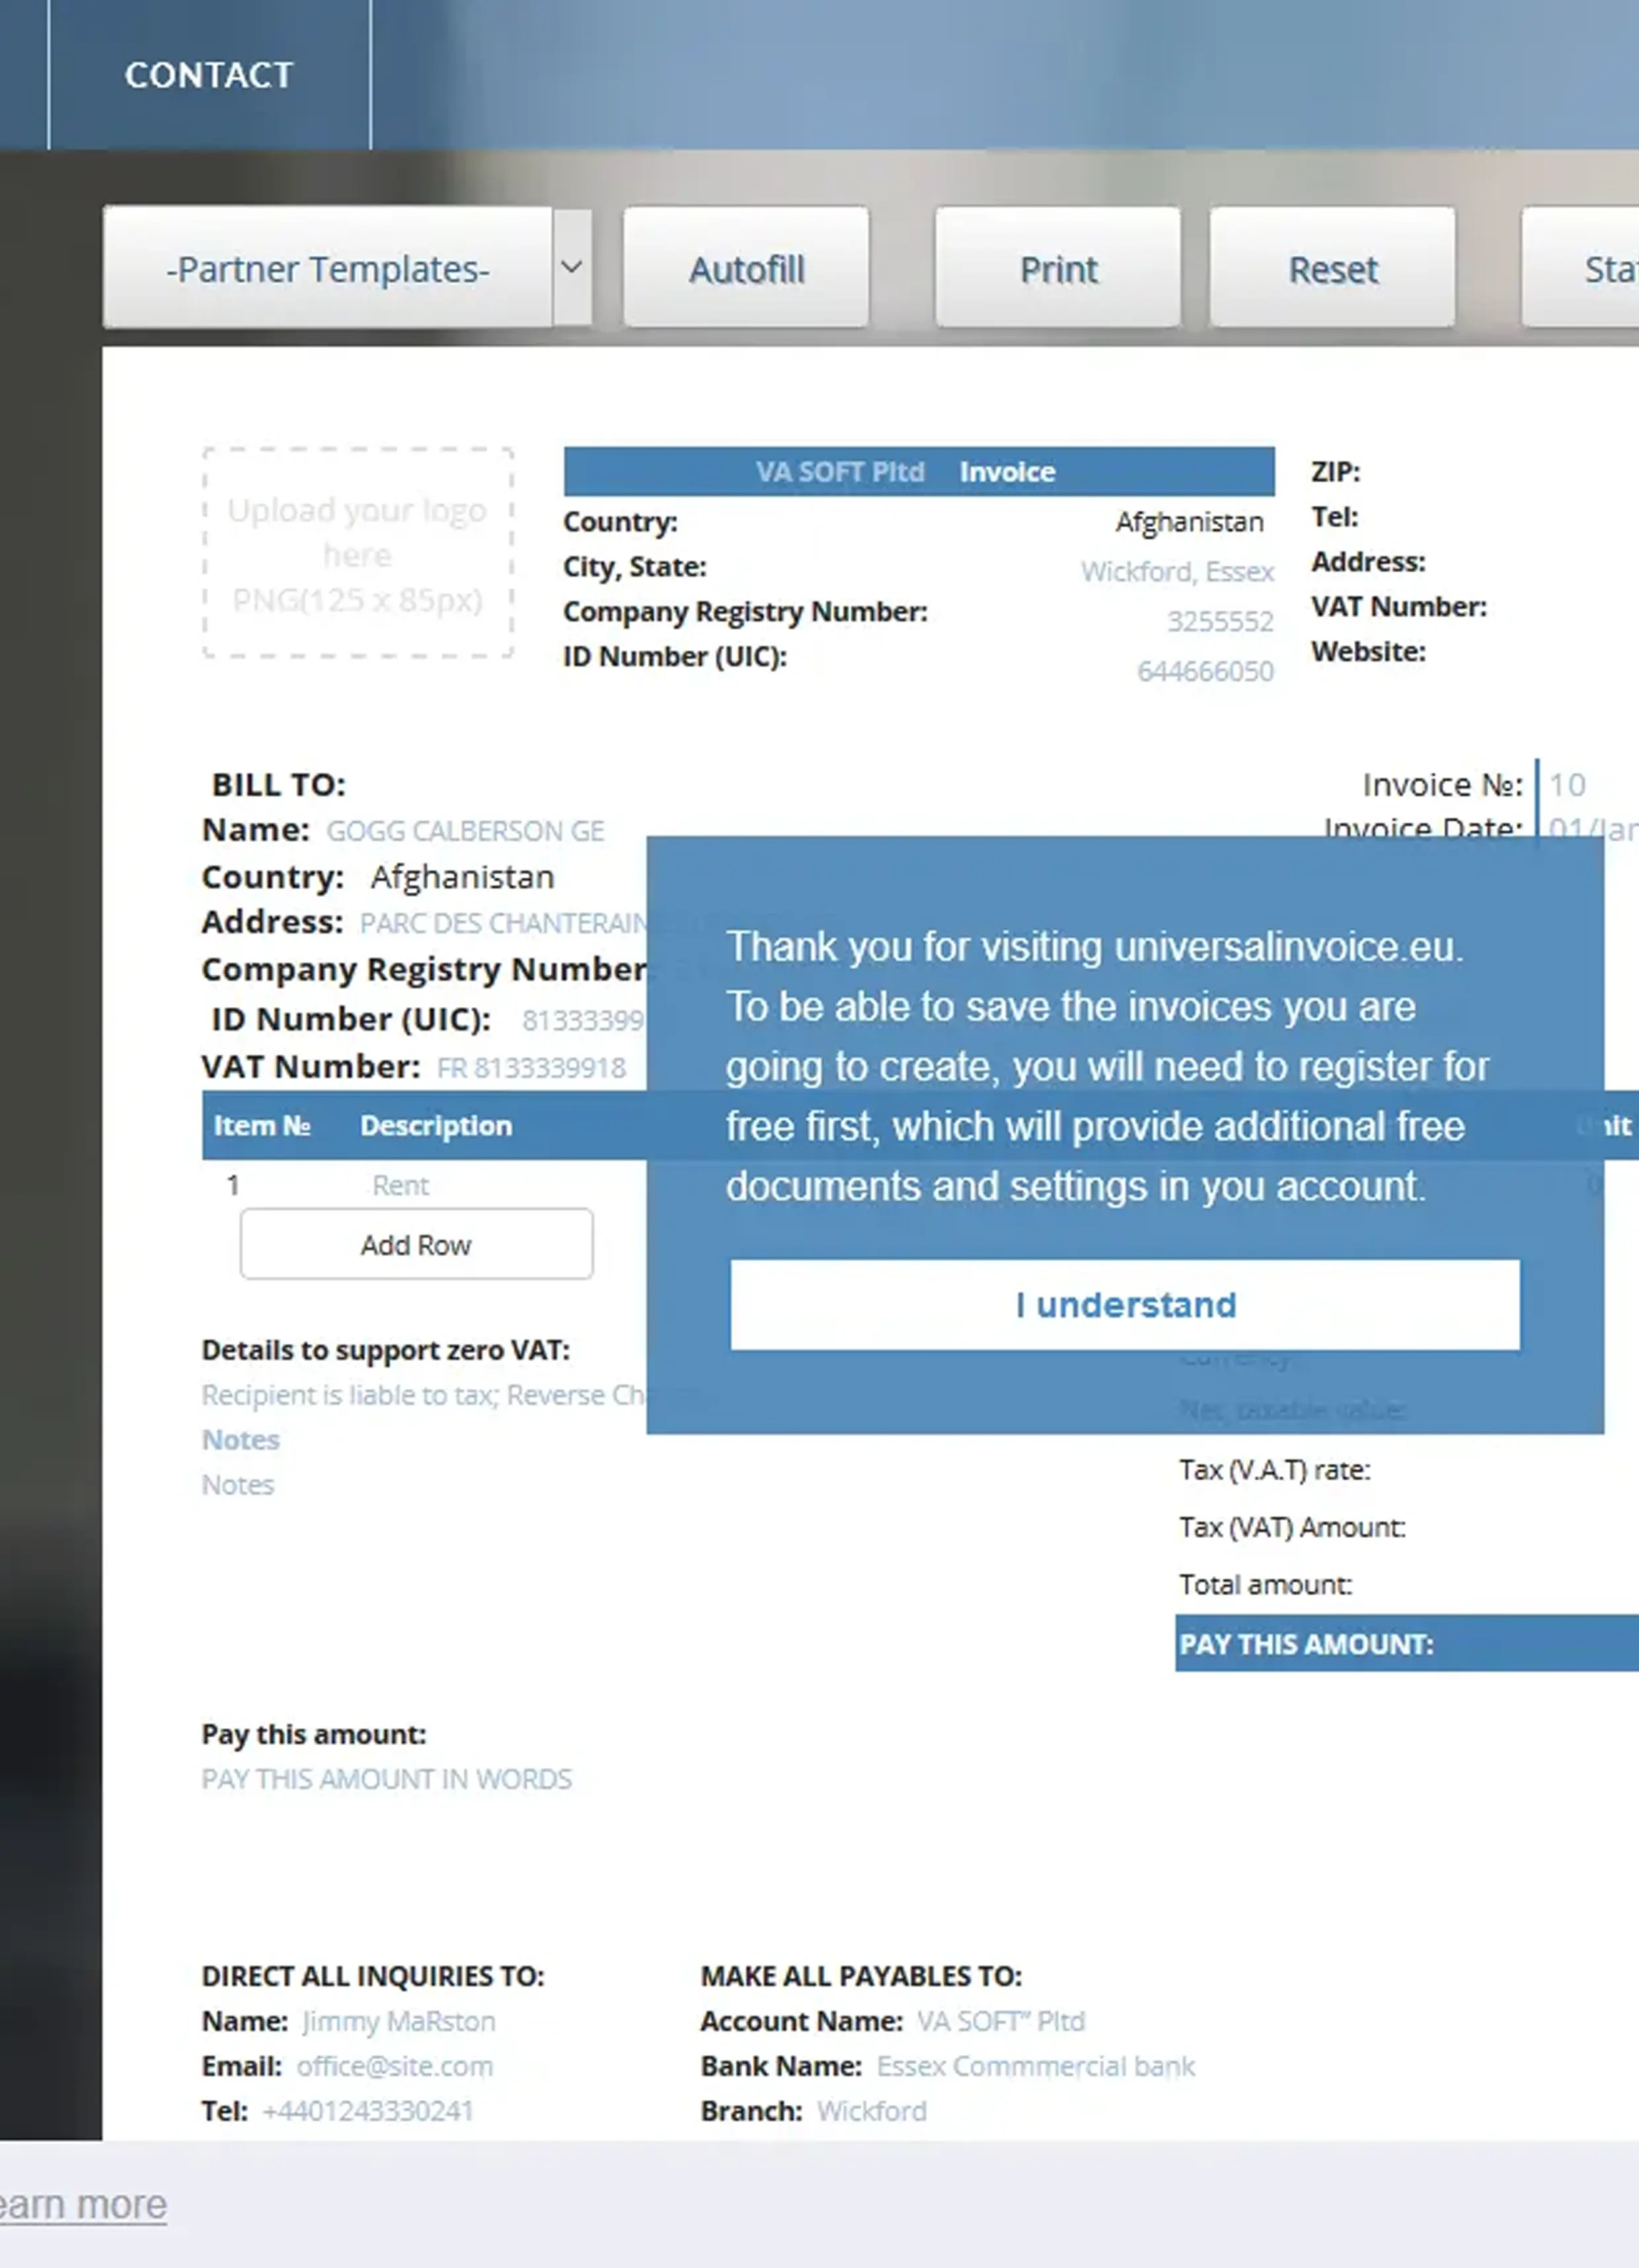 CONTACT
-Partner Templates- Autofill Print Reset
Upload your logo
here
PNG(125 x 85px)
VA SOFT Pltd Invoice
Country: Afghanistan
City, State: Wickford, Essex
Company Registry Number: 3255552
ID Number (UIC): 644666050
ZIP:
Tel:
Address:
VAT Number:
Website:
BILL TO:
Name: GOGG CALBERSON GE
Country: Afghanistan
Address: PARC DES CHANTERAIN
Company Registry Number
ID Number (UIC): 81333399
VAT Number: FR 8133339918
Invoice №: 10
Invoice Date: 01/Jan
Item № Description
1 Rent
Add Row
Thank you for visiting universalinvoice.eu.
To be able to save the invoices you are
going to create, you will need to register for
free first, which will provide additional free
documents and settings in you account.
I understand
Details to support zero VAT:
Recipient is liable to tax; Reverse Ch
Notes
Notes
Currency:
Net, taxable value:
Tax (V.A.T) rate:
Tax (VAT) Amount:
Total amount:
PAY THIS AMOUNT:
Pay this amount:
PAY THIS AMOUNT IN WORDS
DIRECT ALL INQUIRIES TO:
Name: Jimmy MaRston
Email: office@site.com
Tel: +4401243330241
MAKE ALL PAYABLES TO:
Account Name: VA SOFT” Pltd
Bank Name: Essex Commmercial bank
Branch: Wickford
earn more